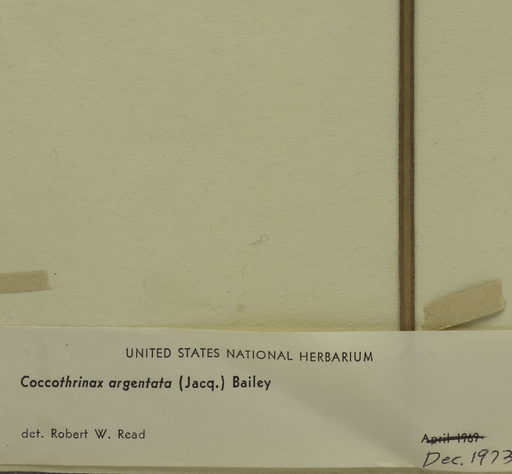 UNITED STATES NATIONAL HERBARIUM
Coccothrinax argentata (Jacq.) Bailey
det. Robert W. Read
April 1969
Dec. 1973